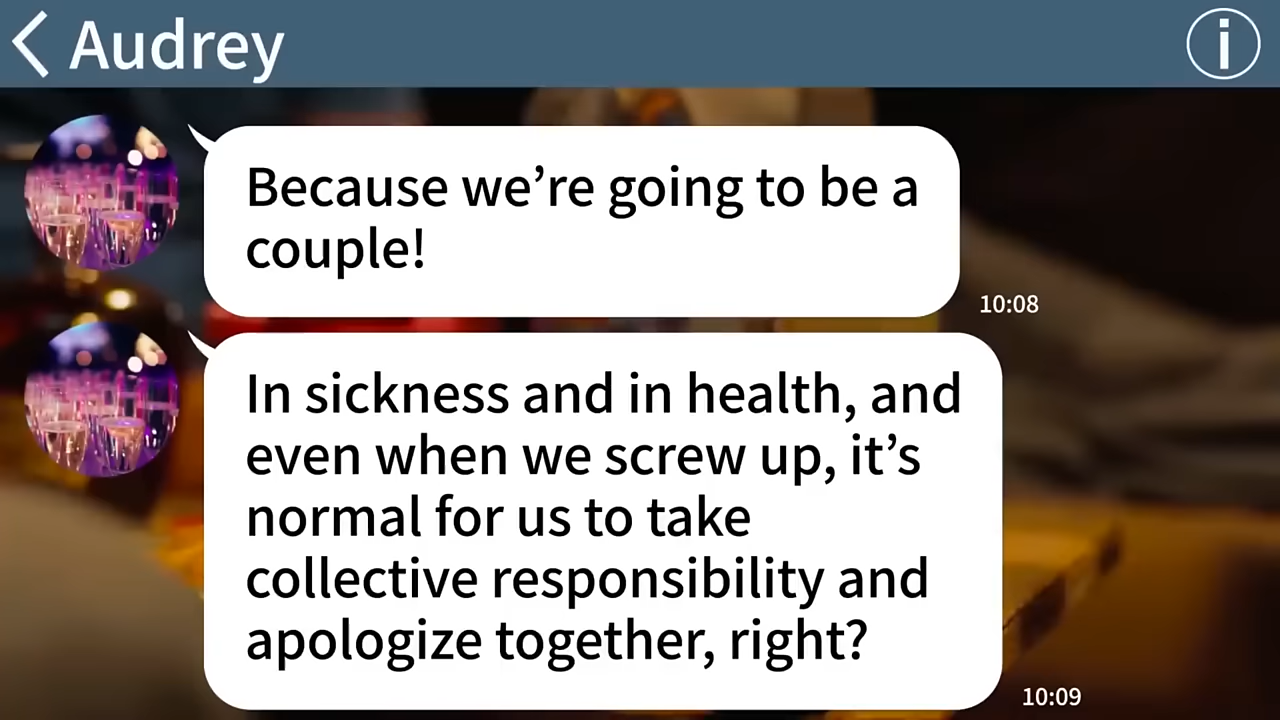 Audrey
Because we’re going to be a
couple!
10:08
In sickness and in health, and
even when we screw up, it’s
normal for us to take
collective responsibility and
apologize together, right?
10:09